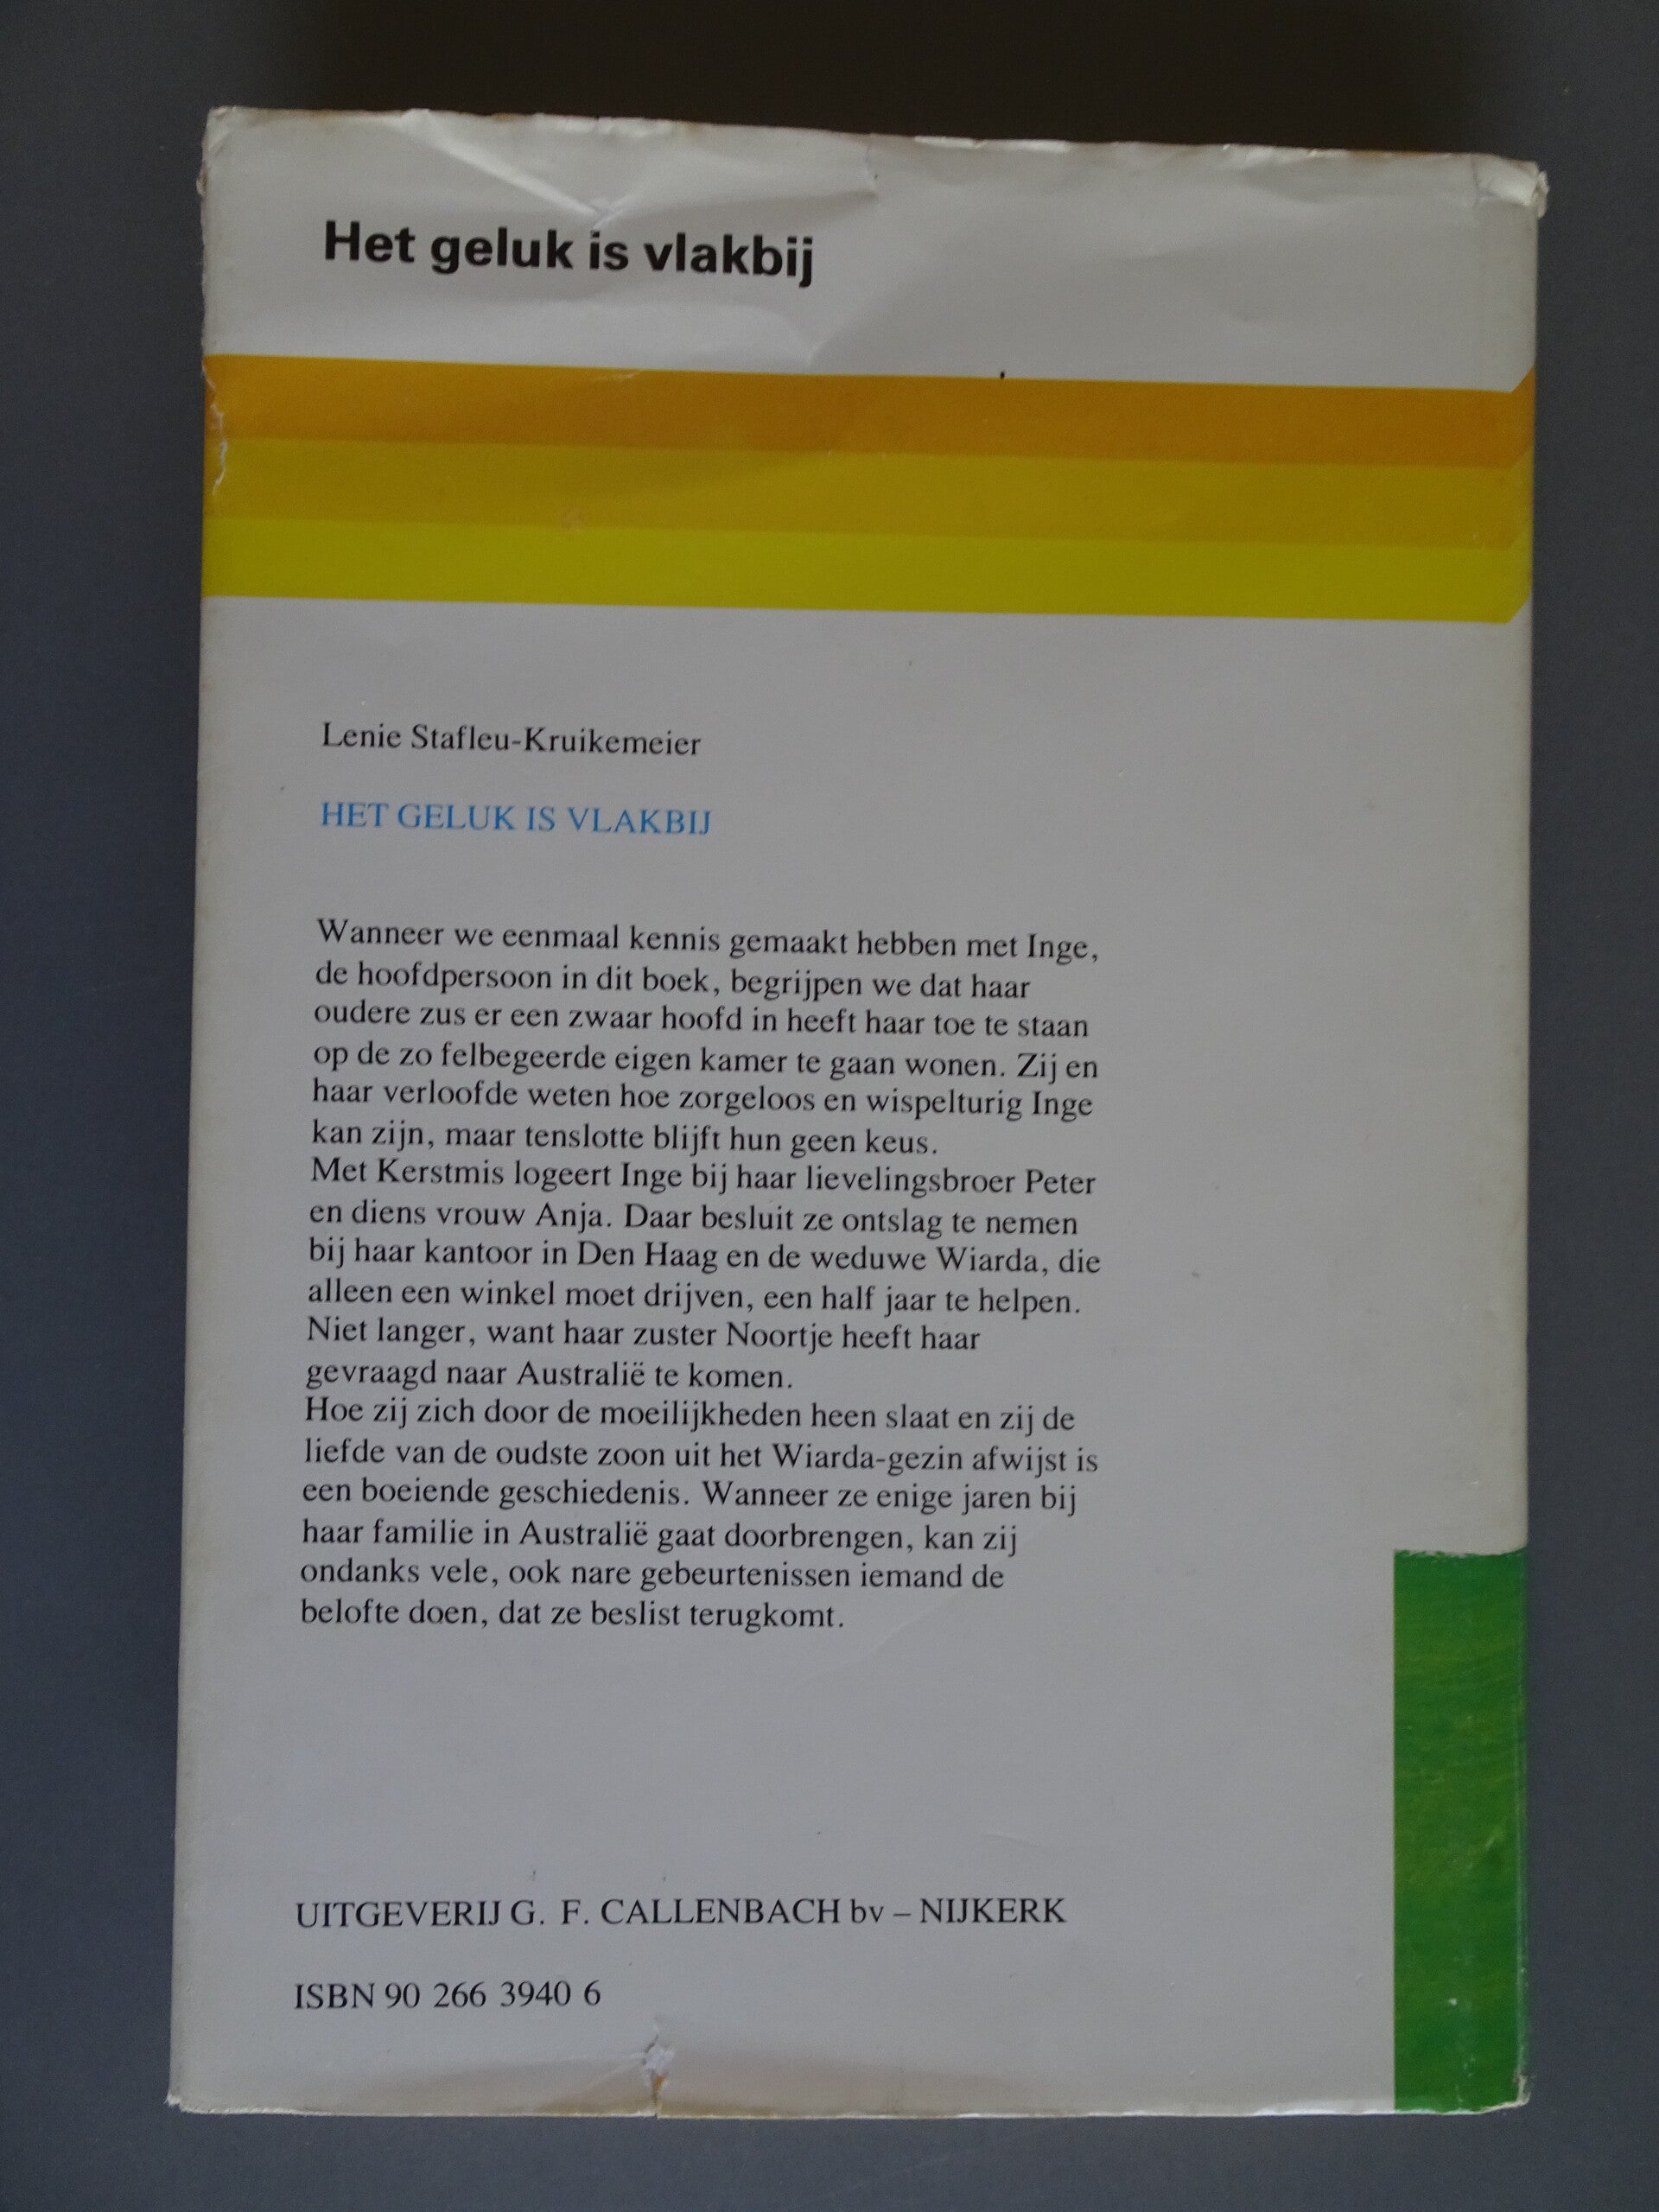 Het geluk is vlakbij
Lenie Stafleu-Kruikemeier
HET GELUK IS VLAKBIJ
Wanneer we eenmaal kennis gemaakt hebben met Inge,
de hoofdpersoon in dit boek, begrijpen we dat haar
oudere zus er een zwaar hoofd in heeft haar toe te staan
op de zo felbegeerde eigen kamer te gaan wonen. Zij en
haar verloofde weten hoe zorgeloos en wispelturig Inge
kan zijn, maar tenslotte blijft hun geen keus.
Met Kerstmis logeert Inge bij haar lievelingsbroer Peter
en diens vrouw Anja. Daar besluit ze ontslag te nemen
bij haar kantoor in Den Haag en de weduwe Wiarda, die
alleen een winkel moet drijven, een half jaar te helpen.
Niet langer, want haar zuster Noortje heeft haar
gevraagd naar Australië te komen.
Hoe zij zich door de moeilijkheden heen slaat en zij de
liefde van de oudste zoon uit het Wiarda-gezin afwijst is
een boeiende geschiedenis. Wanneer ze enige jaren bij
haar familie in Australië gaat doorbrengen, kan zij
ondanks vele, ook nare gebeurtenissen iemand de
belofte doen, dat ze beslist terugkomt.
UITGEVERIJ G. F. CALLENBACH bv – NIJKERK
ISBN 90 266 3940 6